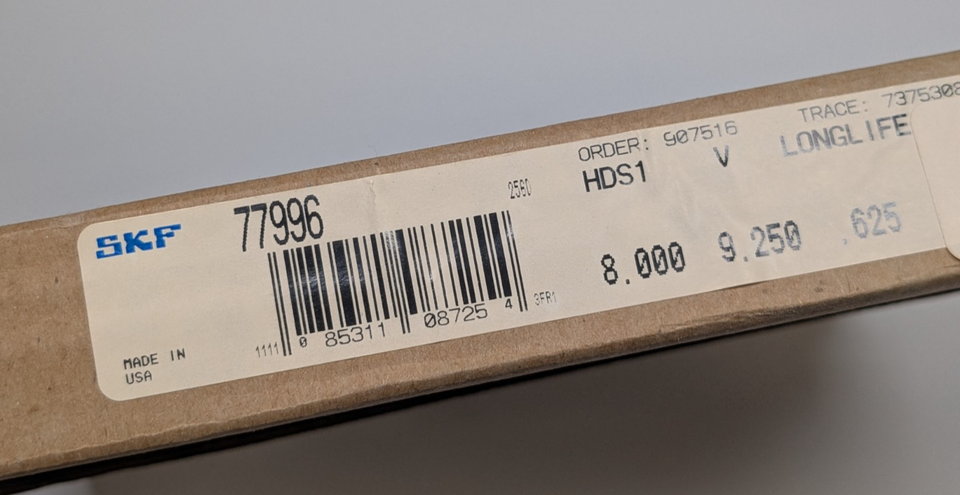 SKF
77996
2560
ORDER: 907516
TRACE: 7375308
HDS1
V
LONGLIFE
8.000 9.250 .625
1111
0 85311 08725 4
3FR1
MADE IN
USA